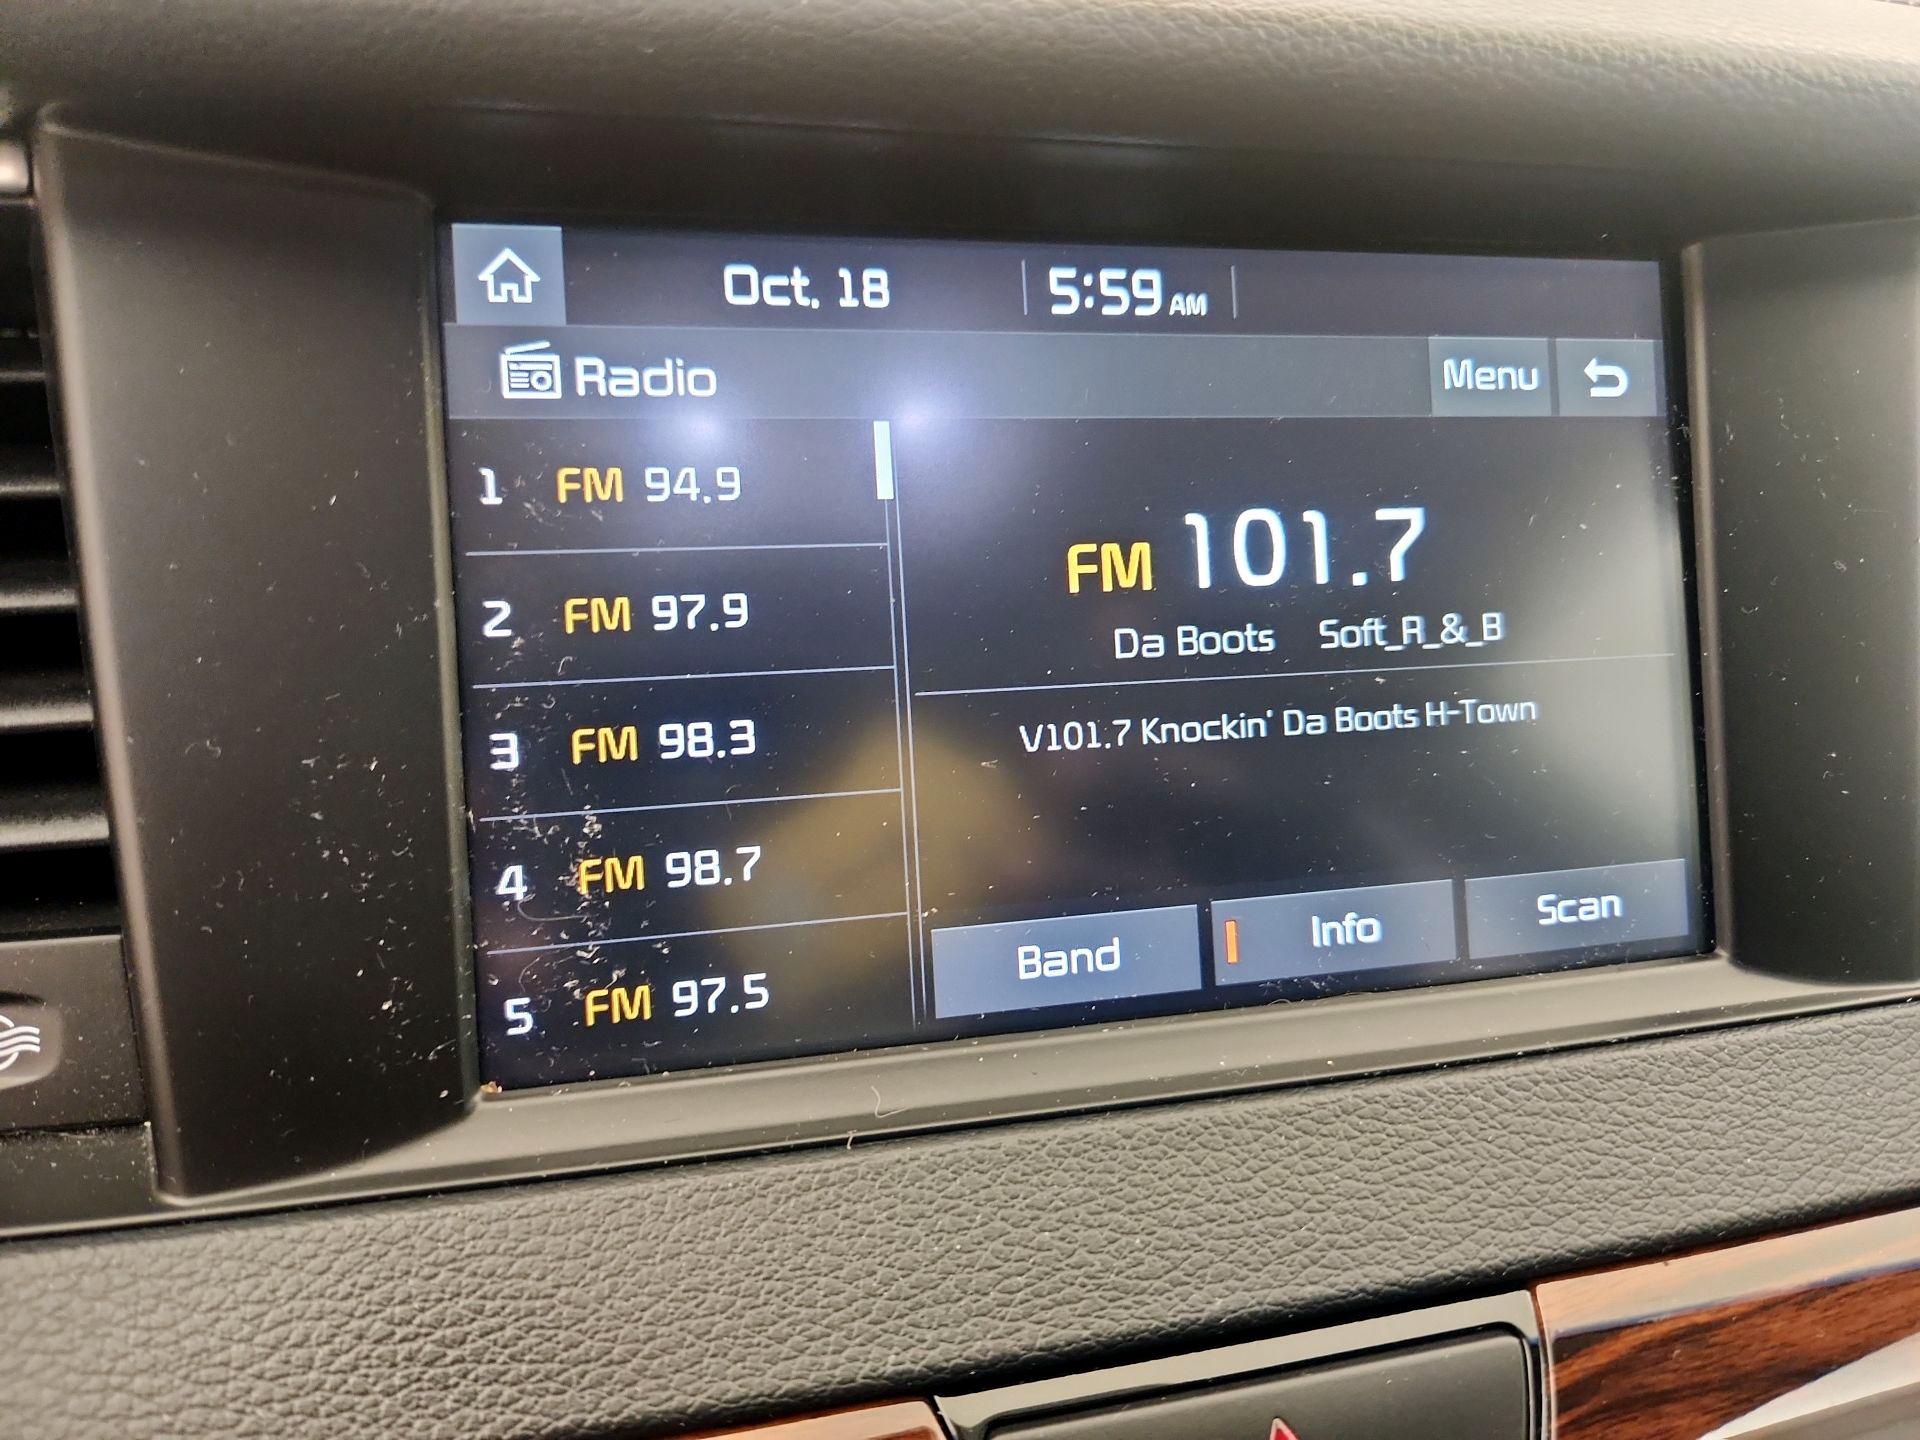 Oct. 18 5:59 AM
Radio
Menu
1 FM 94.9
2 FM 97.9
3 FM 98.3
4 FM 98.7
5 FM 97.5
FM 101.7
Da Boots Soft_R_&_B
V101.7 Knockin' Da Boots H-Town
Band Info Scan